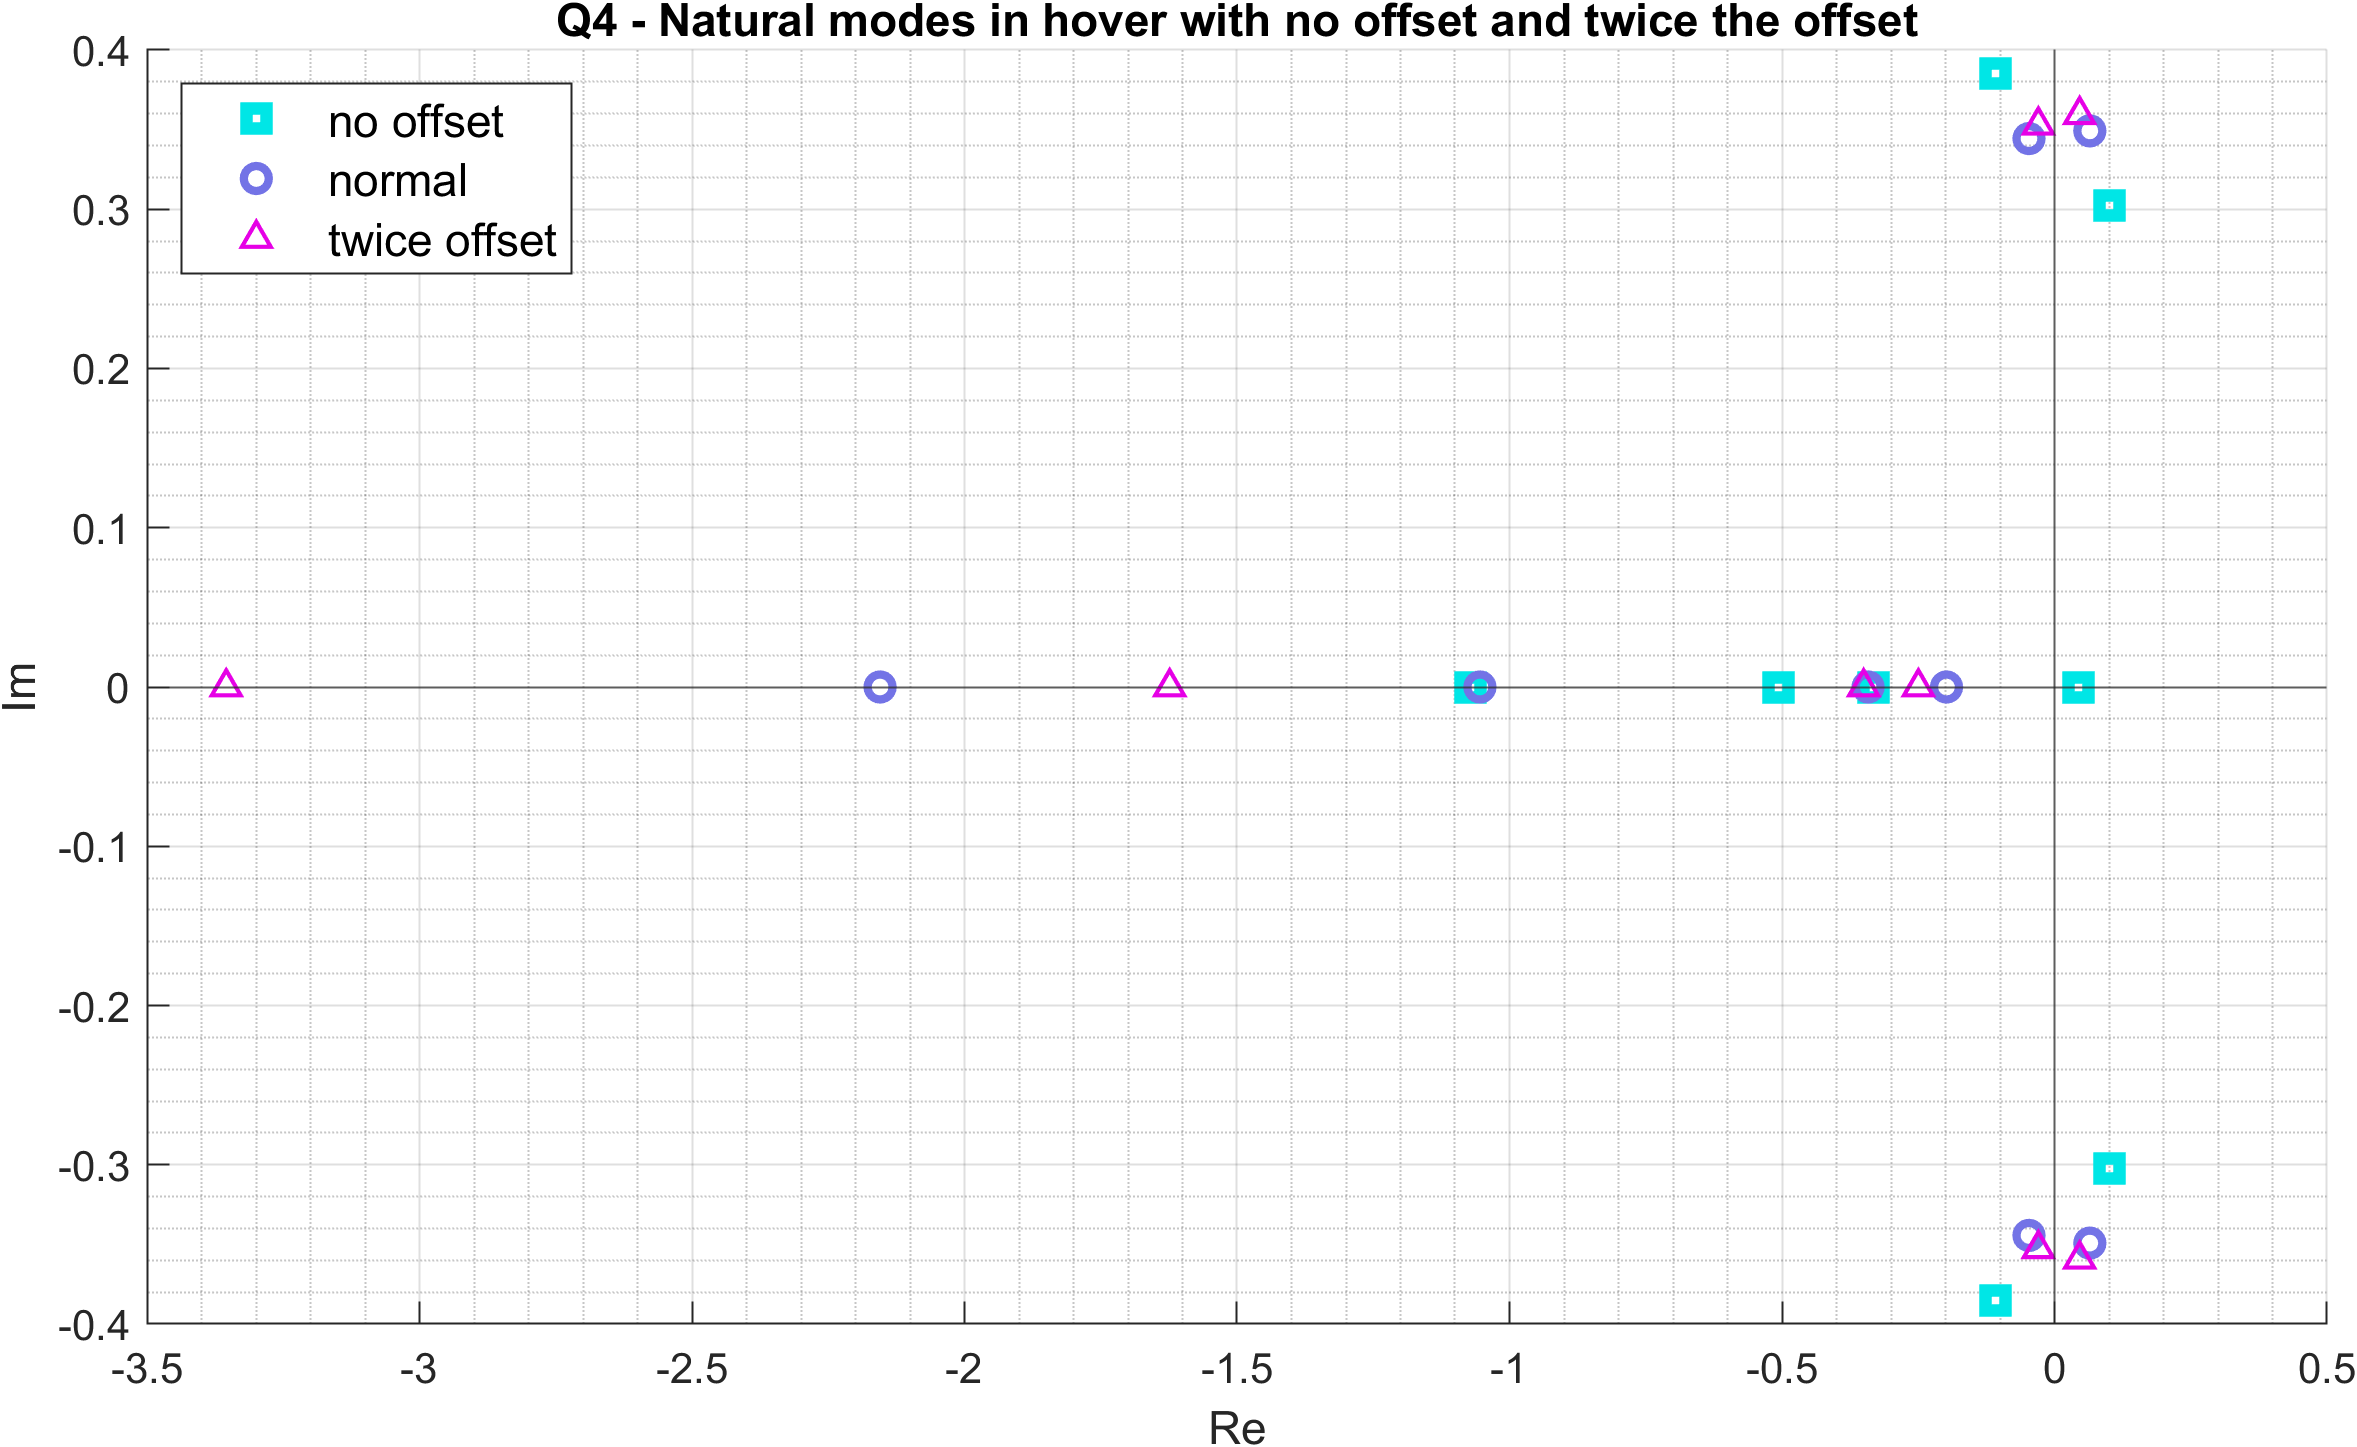 Q4 - Natural modes in hover with no offset and twice the offset
no offset
normal
twice offset
0.4
0.3
0.2
0.1
0
-0.1
-0.2
-0.3
-0.4
Im
-3.5 -3 -2.5 -2 -1.5 -1 -0.5 0 0.5
Re